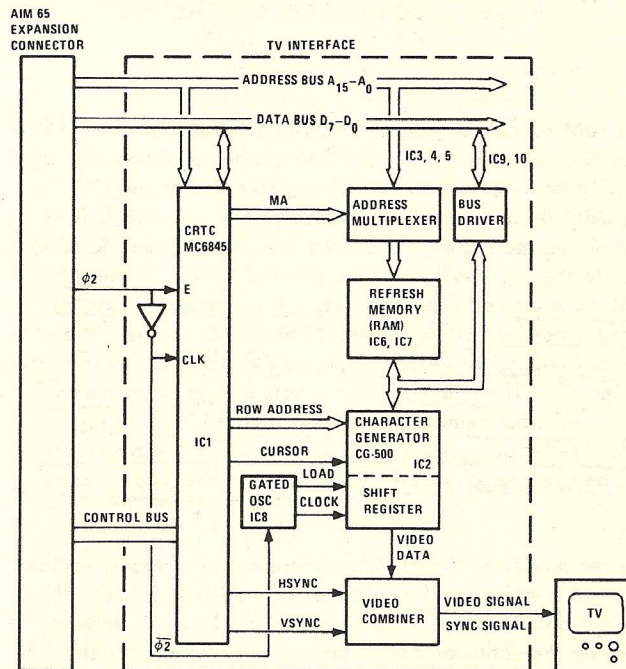 AIM 65
EXPANSION
CONNECTOR
TV INTERFACE
ADDRESS BUS A15-A0
DATA BUS D7-D0
IC3, 4, 5
IC9, 10
MA
CRTC
MC6845
ADDRESS
MULTIPLEXER
BUS
DRIVER
ϕ2
E
REFRESH
MEMORY
(RAM)
IC6, IC7
CLK
ROW ADDRESS
CHARACTER
GENERATOR
CG-500
IC2
IC1
CURSOR
LOAD
GATED
OSC
IC8
CLOCK
SHIFT
REGISTER
CONTROL BUS
VIDEO
DATA
HSYNC
VIDEO
COMBINER
VIDEO SIGNAL
SYNC SIGNAL
TV
VSYNC
ϕ2